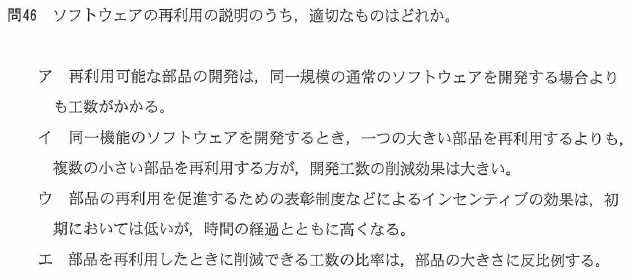 問46 ソフトウェアの再利用の説明のうち，適切なものはどれか。
ア 再利用可能な部品の開発は，同一規模の通常のソフトウェアを開発する場合より
も工数がかかる。
イ 同一機能のソフトウェアを開発するとき，一つの大きい部品を再利用するよりも，
複数の小さい部品を再利用する方が，開発工数の削減効果は大きい。
ウ 部品の再利用を促進するための表彰制度などによるインセンティブの効果は，初
期においては低いが，時間の経過とともに高くなる。
エ 部品を再利用したときに削減できる工数の比率は，部品の大きさに反比例する。